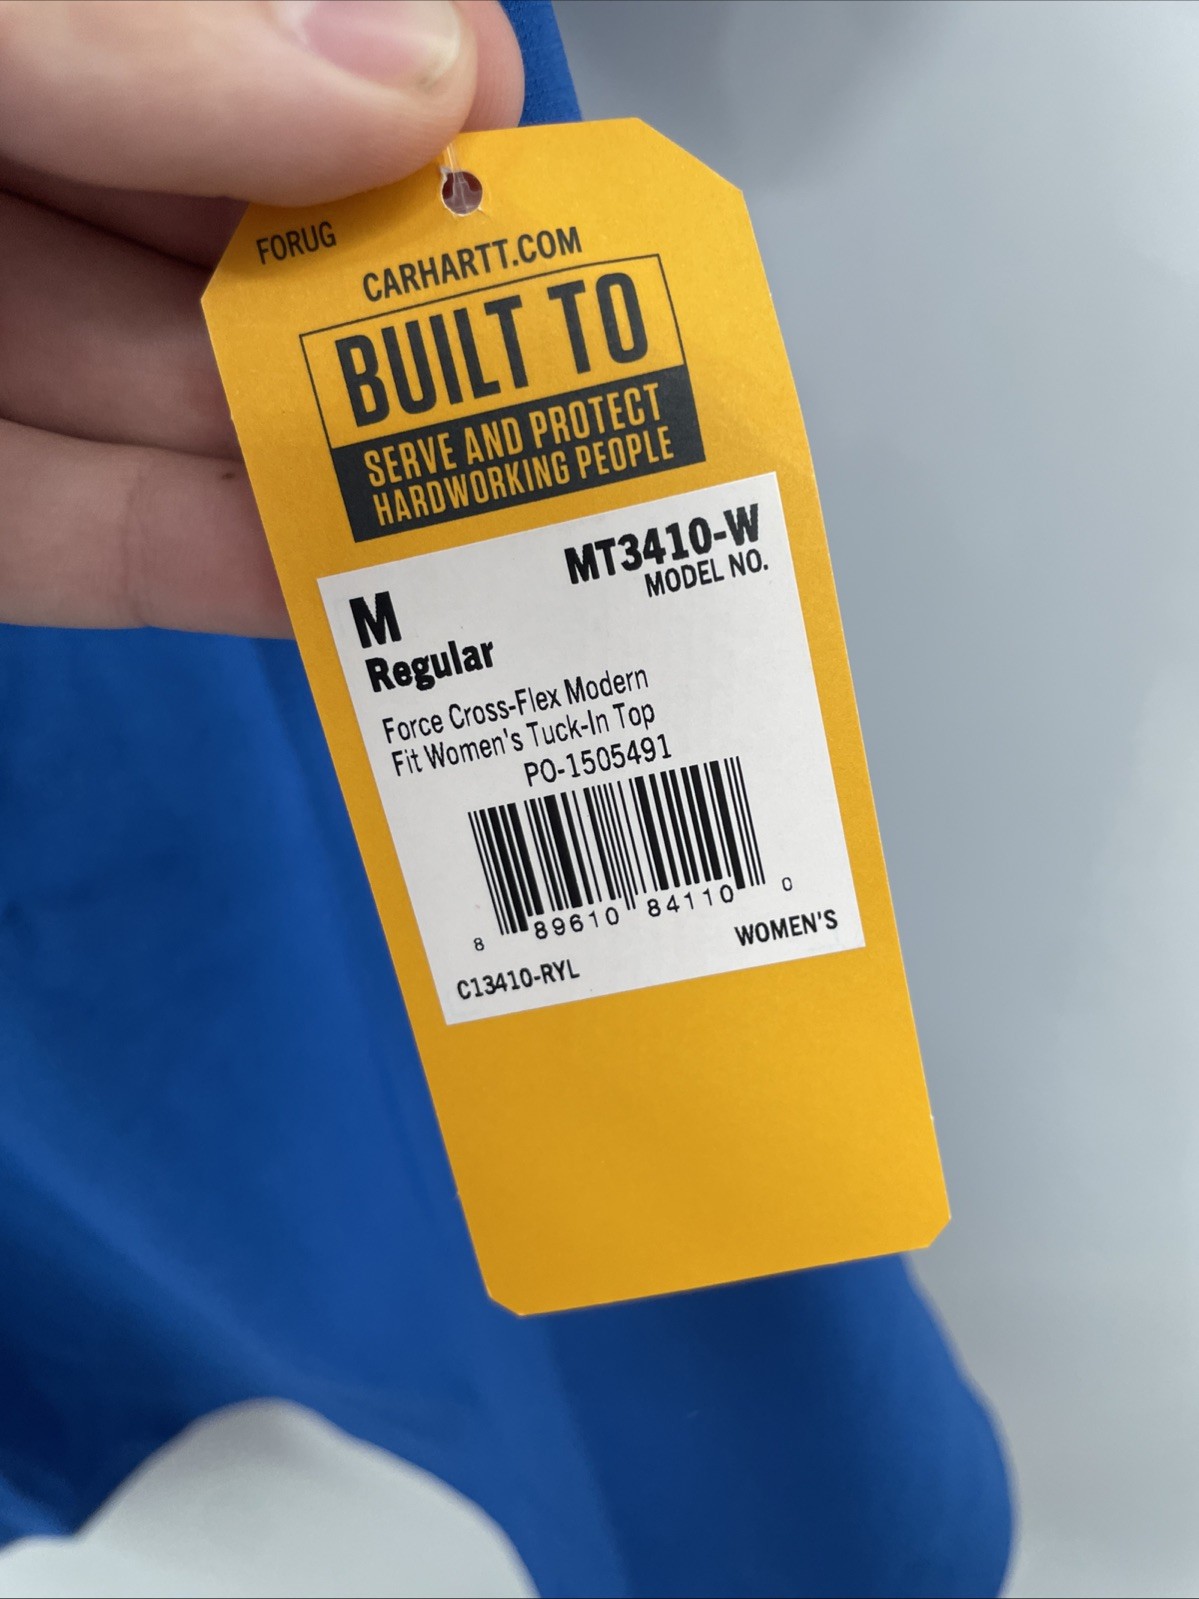 FORUG
CARHARTT.COM
BUILT TO
SERVE AND PROTECT
HARDWORKING PEOPLE
MT3410-W
MODEL NO.
M
Regular
Force Cross-Flex Modern
Fit Women's Tuck-In Top
PO-1505491
8 89610 84110 0
C13410-RYL
WOMEN'S